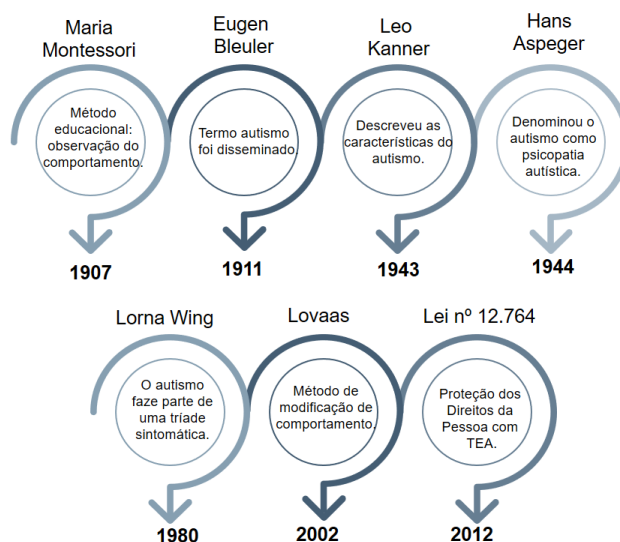 Maria
Montessori
Eugen
Bleuler
Leo
Kanner
Hans
Aspeger
Método
educacional:
observação do
comportamento.
Termo autismo
foi disseminado.
Descreveu as
características do
autismo.
Denominou o
autismo como
psicopatia
autística.
1907
1911
1943
1944
Lorna Wing
Lovaas
Lei nº 12.764
O autismo
faze parte de
uma tríade
sintomática.
Método de
modificação de
comportamento.
Proteção dos
Direitos da
Pessoa com
TEA.
1980
2002
2012